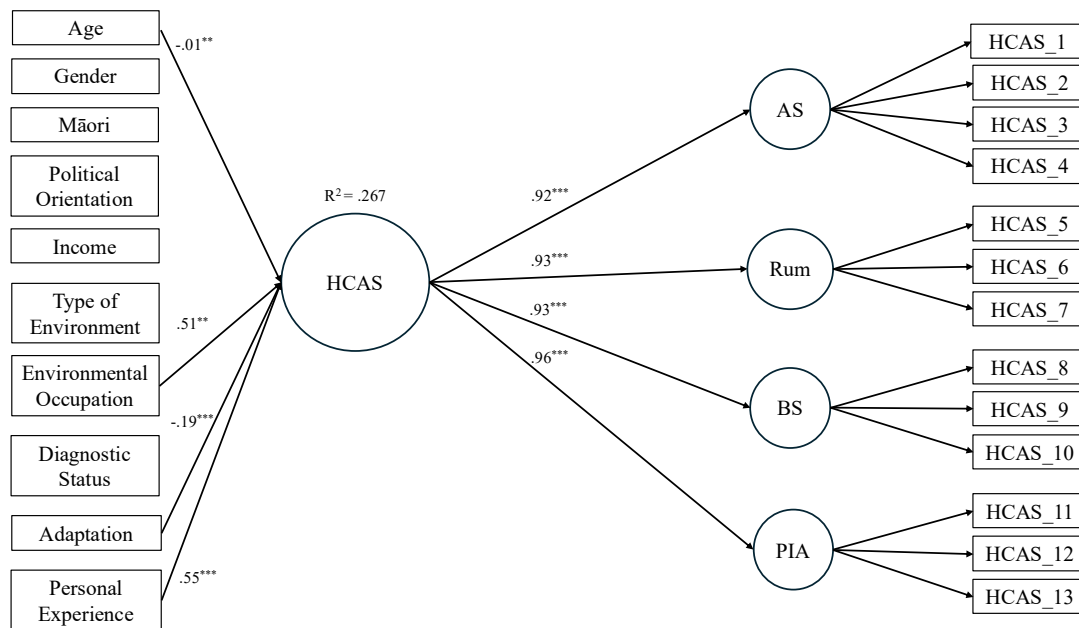 Age
Gender
Māori
Political
Orientation
Income
Type of
Environment
Environmental
Occupation
Diagnostic
Status
Adaptation
Personal
Experience
-.01**
.51**
-.19***
.55***
R² = .267
HCAS
.92***
.93***
.93***
.96***
AS
Rum
BS
PIA
HCAS_1
HCAS_2
HCAS_3
HCAS_4
HCAS_5
HCAS_6
HCAS_7
HCAS_8
HCAS_9
HCAS_10
HCAS_11
HCAS_12
HCAS_13